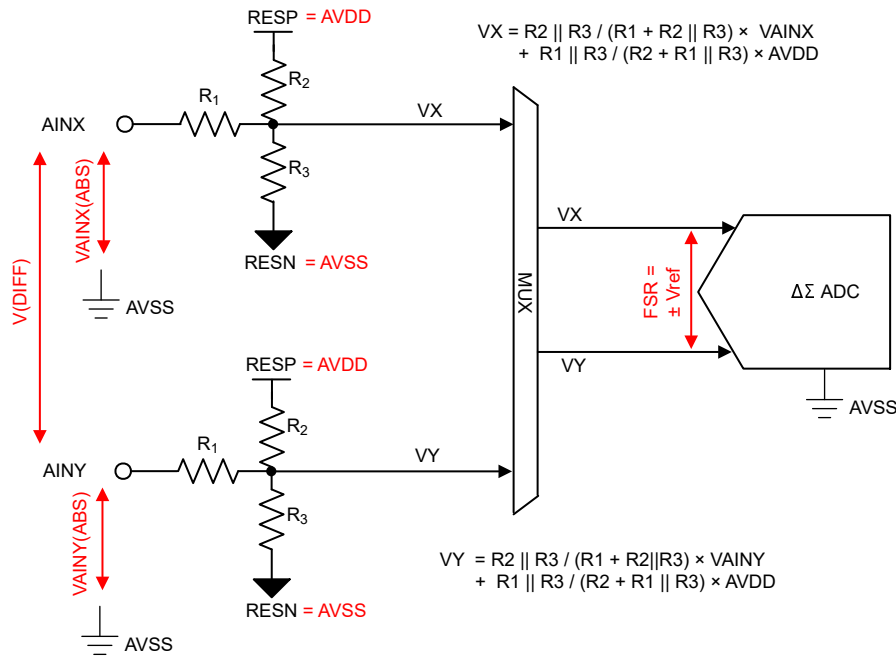 RESP = AVDD
VX = R2 || R3 / (R1 + R2 || R3) × VAINX
+ R1 || R3 / (R2 + R1 || R3) × AVDD
R2
R1
VX
AINX
R3
VAINX(ABS)
RESN = AVSS
AVSS
V(DIFF)
MUX
VX
FSR =
± Vref
ΔΣ ADC
VY
AVSS
RESP = AVDD
R2
R1
VY
AINY
R3
VAINY(ABS)
RESN = AVSS
AVSS
VY = R2 || R3 / (R1 + R2||R3) × VAINY
+ R1 || R3 / (R2 + R1 || R3) × AVDD